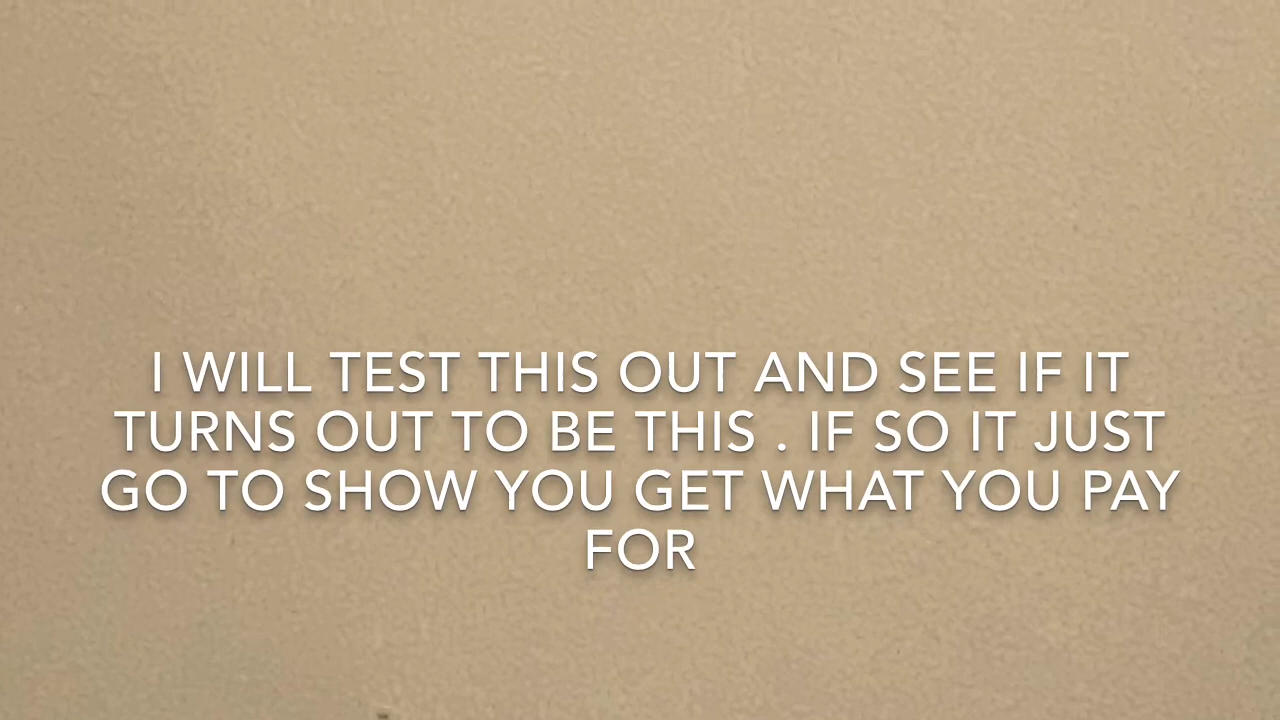 I WILL TEST THIS OUT AND SEE IF IT
TURNS OUT TO BE THIS . IF SO IT JUST
GO TO SHOW YOU GET WHAT YOU PAY
FOR